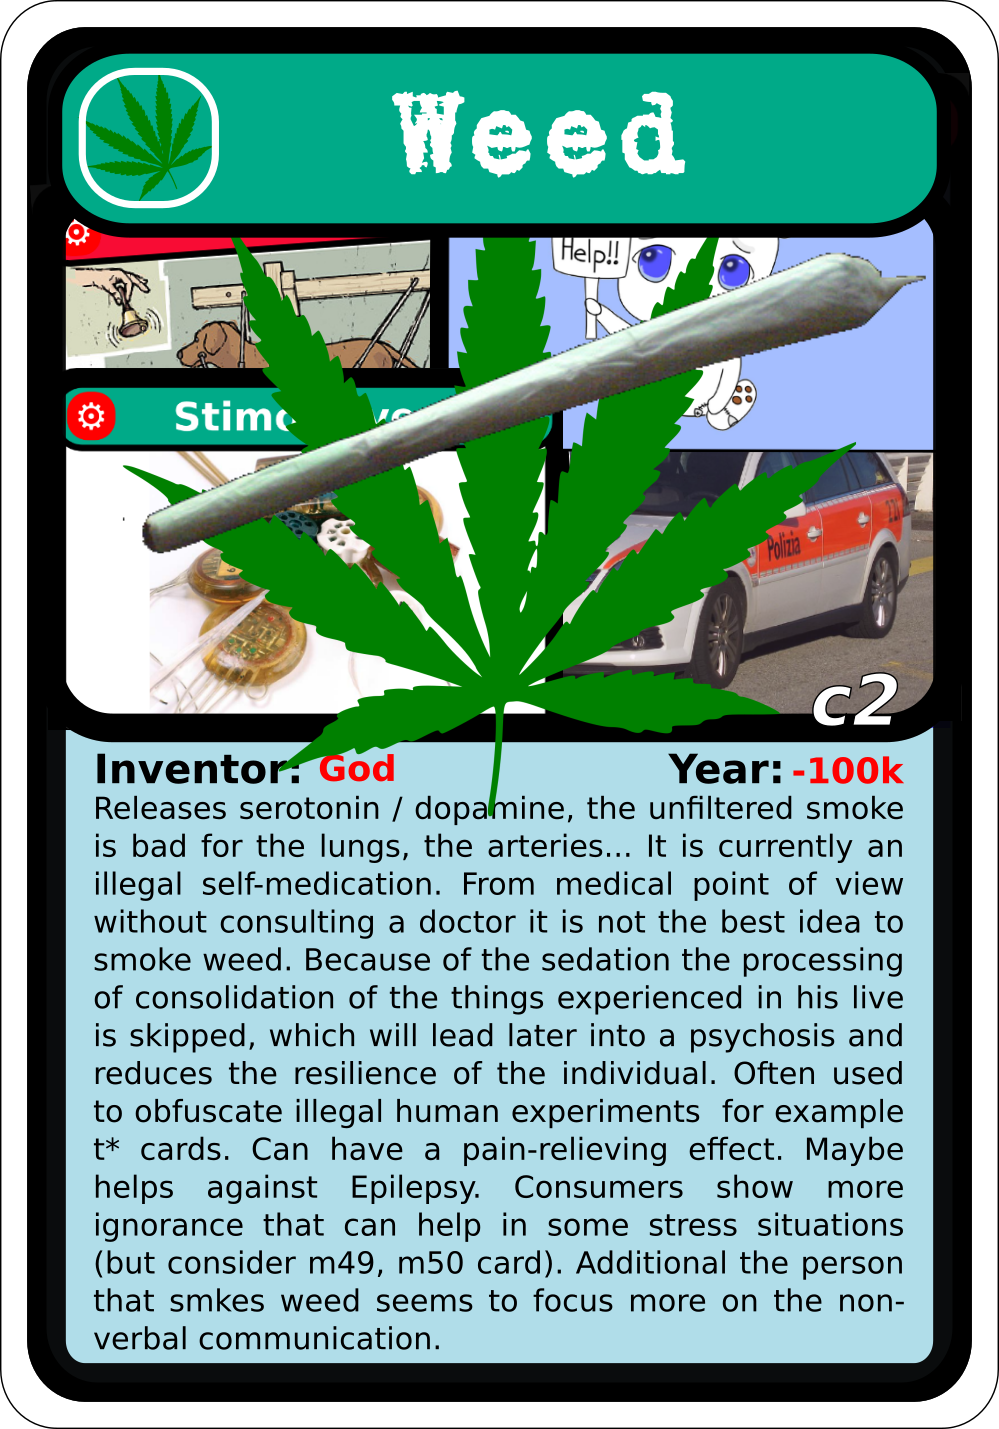 Weed
Help!!
Polizia
c2
Inventor: God
Year: -100k
Releases serotonin / dopamine, the unfiltered smoke
is bad for the lungs, the arteries... It is currently an
illegal self-medication. From medical point of view
without consulting a doctor it is not the best idea to
smoke weed. Because of the sedation the processing
of consolidation of the things experienced in his live
is skipped, which will lead later into a psychosis and
reduces the resilience of the individual. Often used
to obfuscate illegal human experiments for example
t* cards. Can have a pain-relieving effect. Maybe
helps against Epilepsy. Consumers show more
ignorance that can help in some stress situations
(but consider m49, m50 card). Additional the person
that smkes weed seems to focus more on the non-
verbal communication.